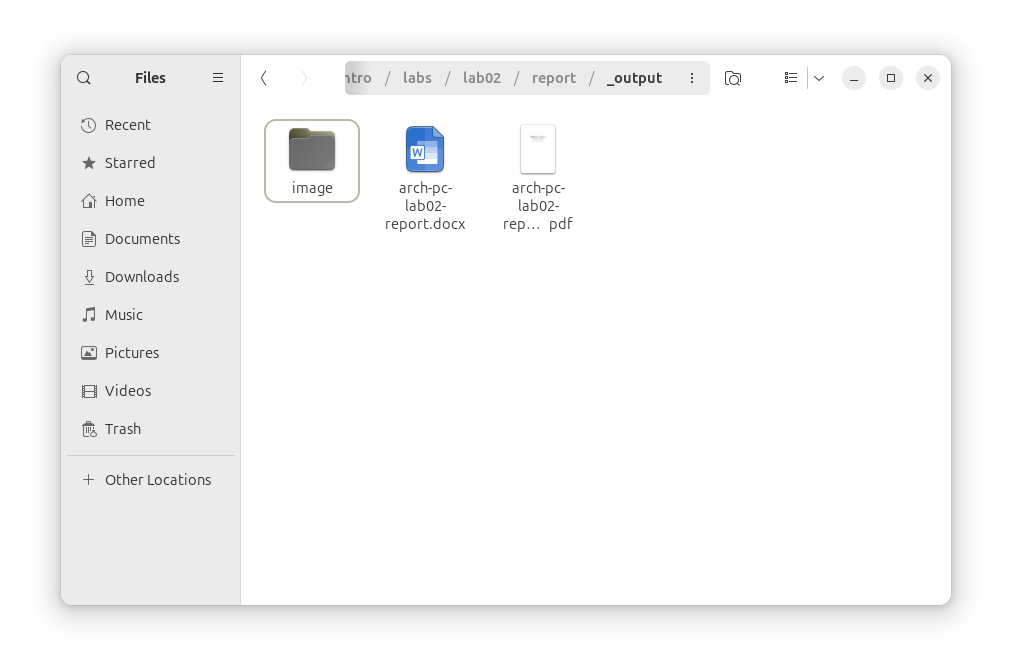 Files
ntro / labs / lab02 / report / _output
Recent
Starred
Home
Documents
Downloads
Music
Pictures
Videos
Trash
Other Locations
image
W
arch-pc-
lab02-
report.docx
arch-pc-
lab02-
rep… pdf